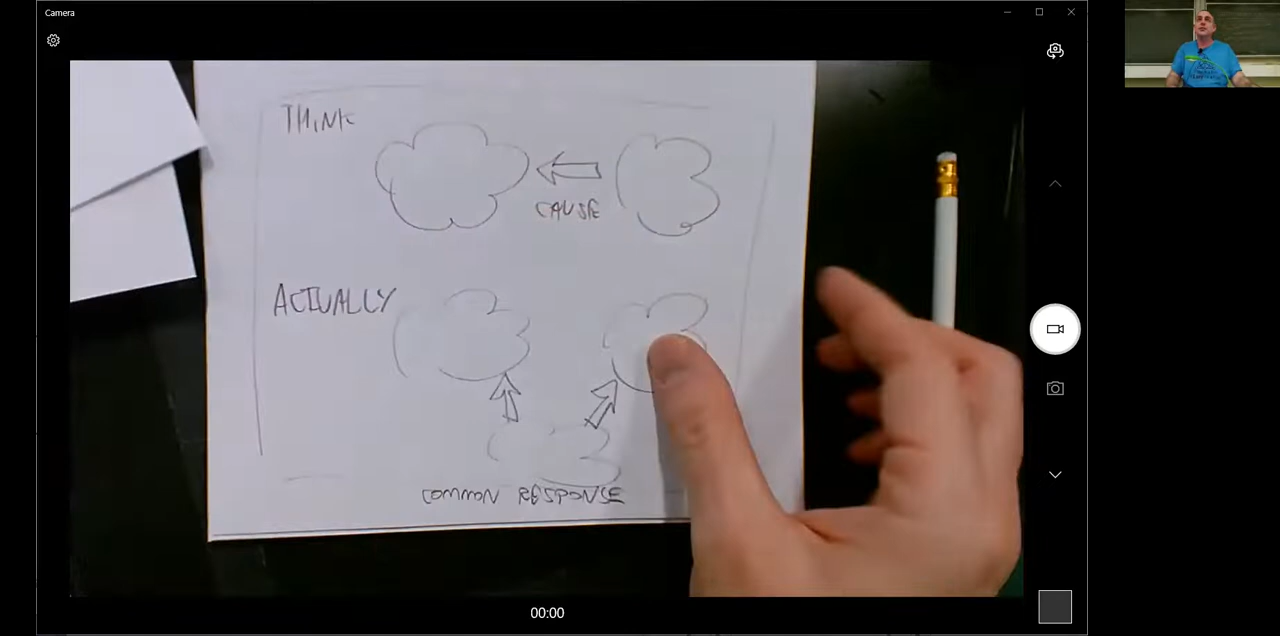 Camera
THINK
CAUSE
ACTUALLY
COMMON RESPONSE
00:00